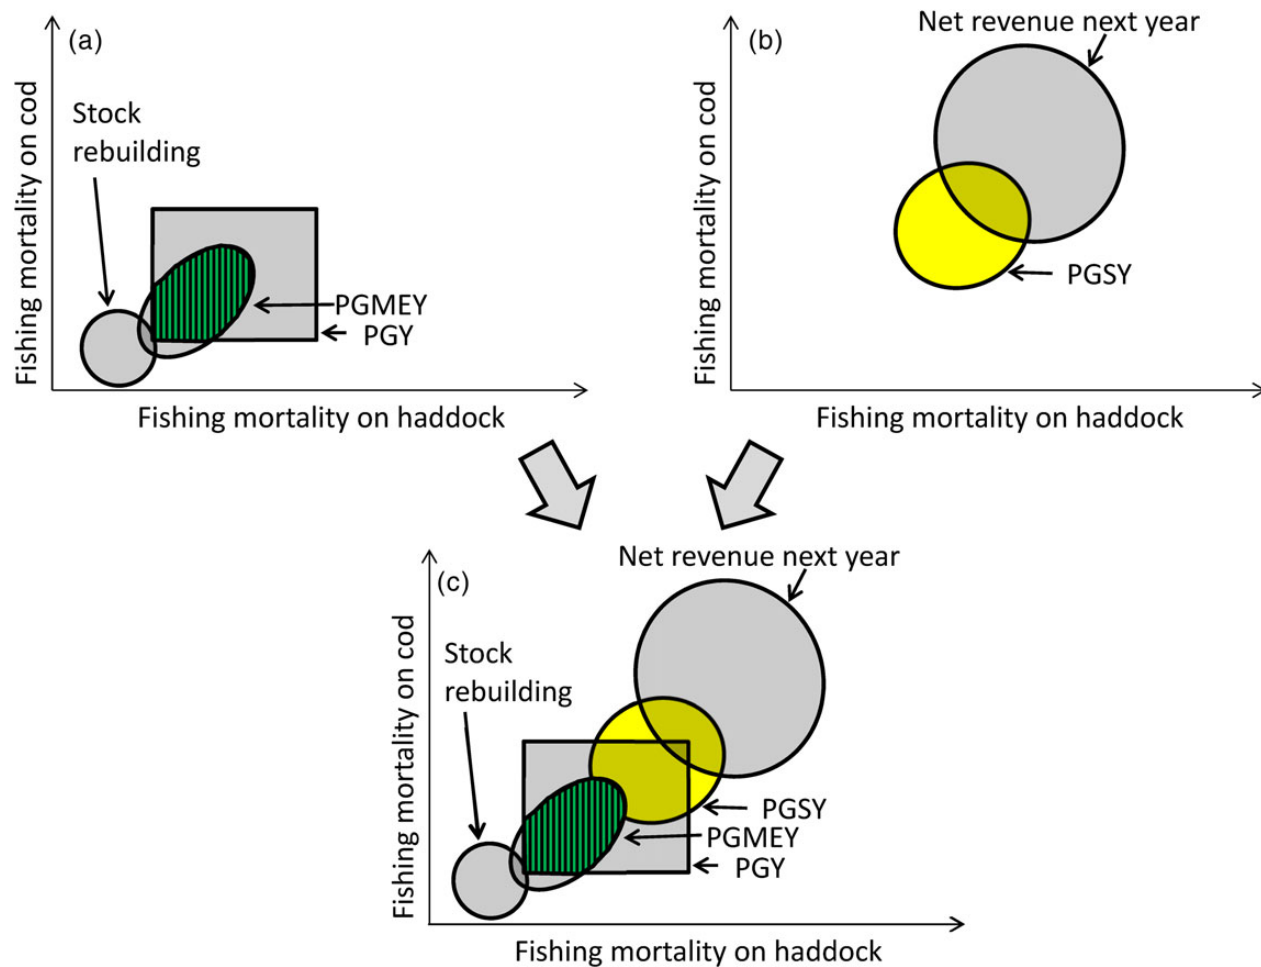 (a)
Fishing mortality on cod
Stock
rebuilding
PGMEY
PGY
Fishing mortality on haddock
(b)
Net revenue next year
Fishing mortality on cod
PGSY
Fishing mortality on haddock
(c)
Net revenue next year
Fishing mortality on cod
Stock
rebuilding
PGSY
PGMEY
PGY
Fishing mortality on haddock